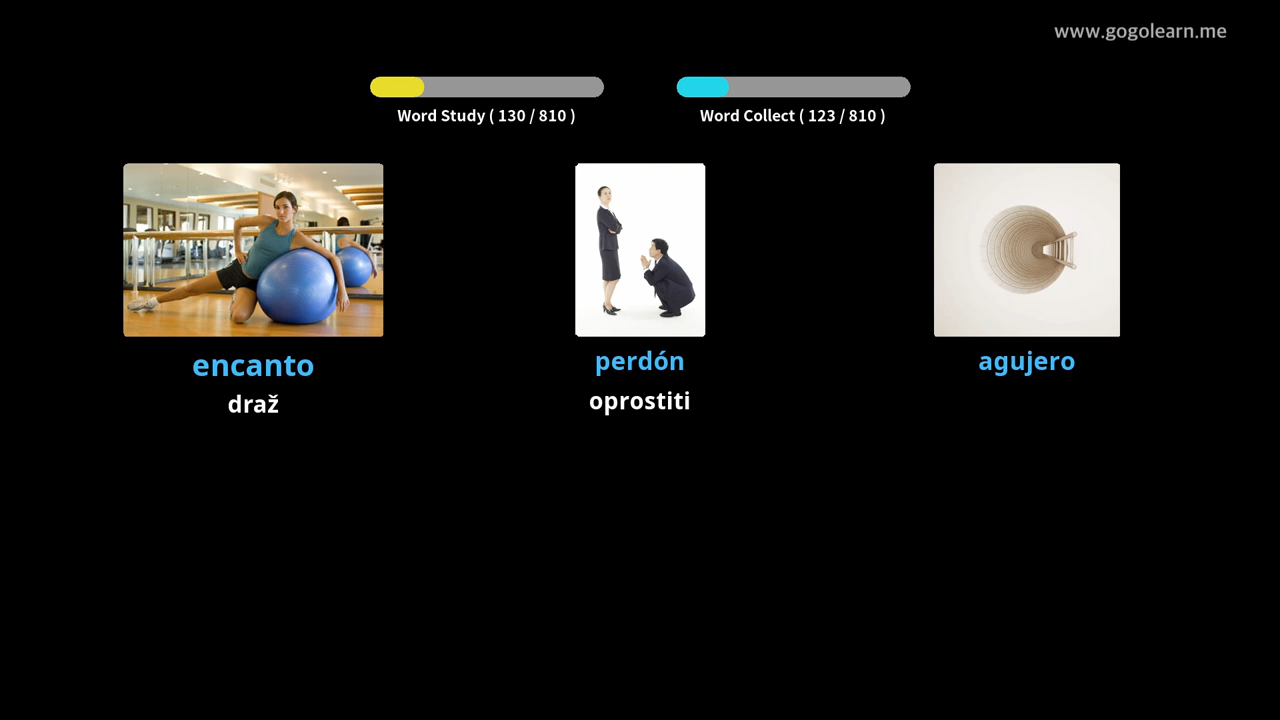 www.gogolearn.me
Word Study ( 130 / 810 )
Word Collect ( 123 / 810 )
encanto
draž
perdón
oprostiti
agujero